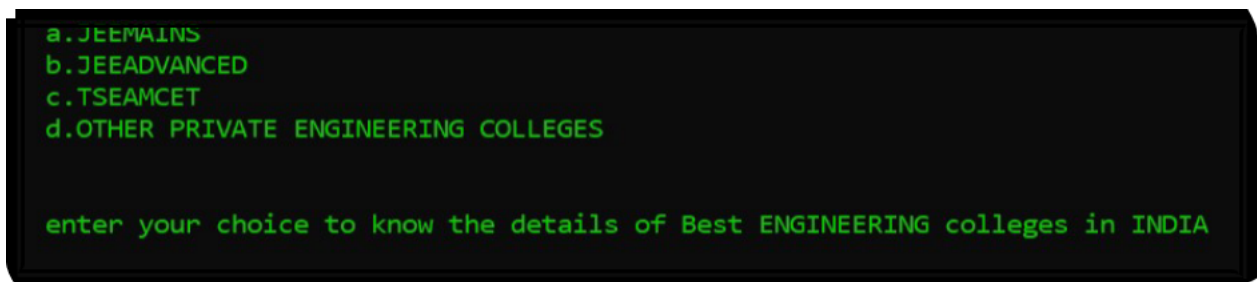 a.JEEMAINS
b.JEEADVANCED
c.TSEAMCET
d.OTHER PRIVATE ENGINEERING COLLEGES
enter your choice to know the details of Best ENGINEERING colleges in INDIA